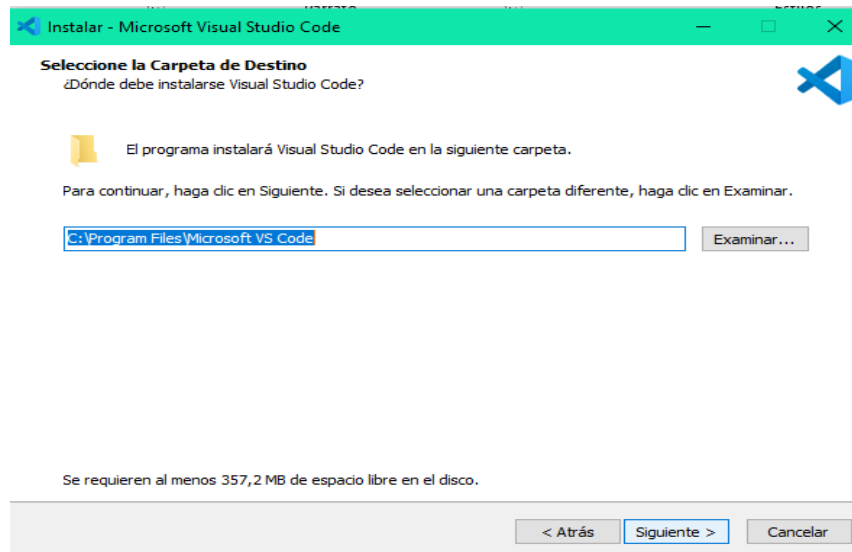 Instalar - Microsoft Visual Studio Code
Seleccione la Carpeta de Destino
¿Dónde debe instalarse Visual Studio Code?
El programa instalará Visual Studio Code en la siguiente carpeta.
Para continuar, haga clic en Siguiente. Si desea seleccionar una carpeta diferente, haga clic en Examinar.
C:\Program Files\Microsoft VS Code
Examinar...
Se requieren al menos 357,2 MB de espacio libre en el disco.
< Atrás
Siguiente >
Cancelar